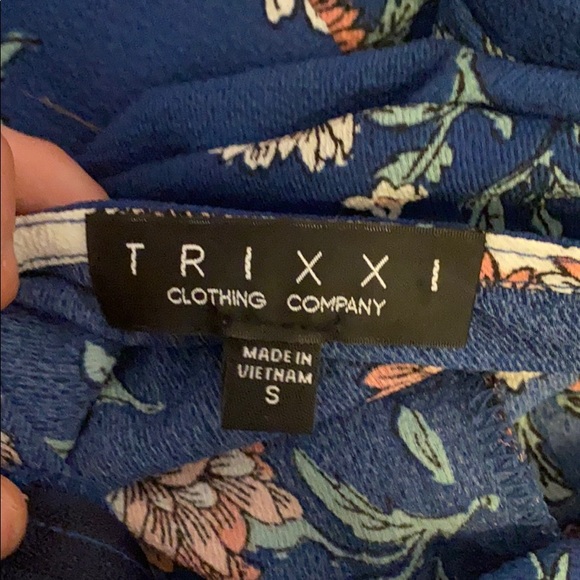 TRIXXI
CLOTHING COMPANY
MADE IN
VIETNAM
S